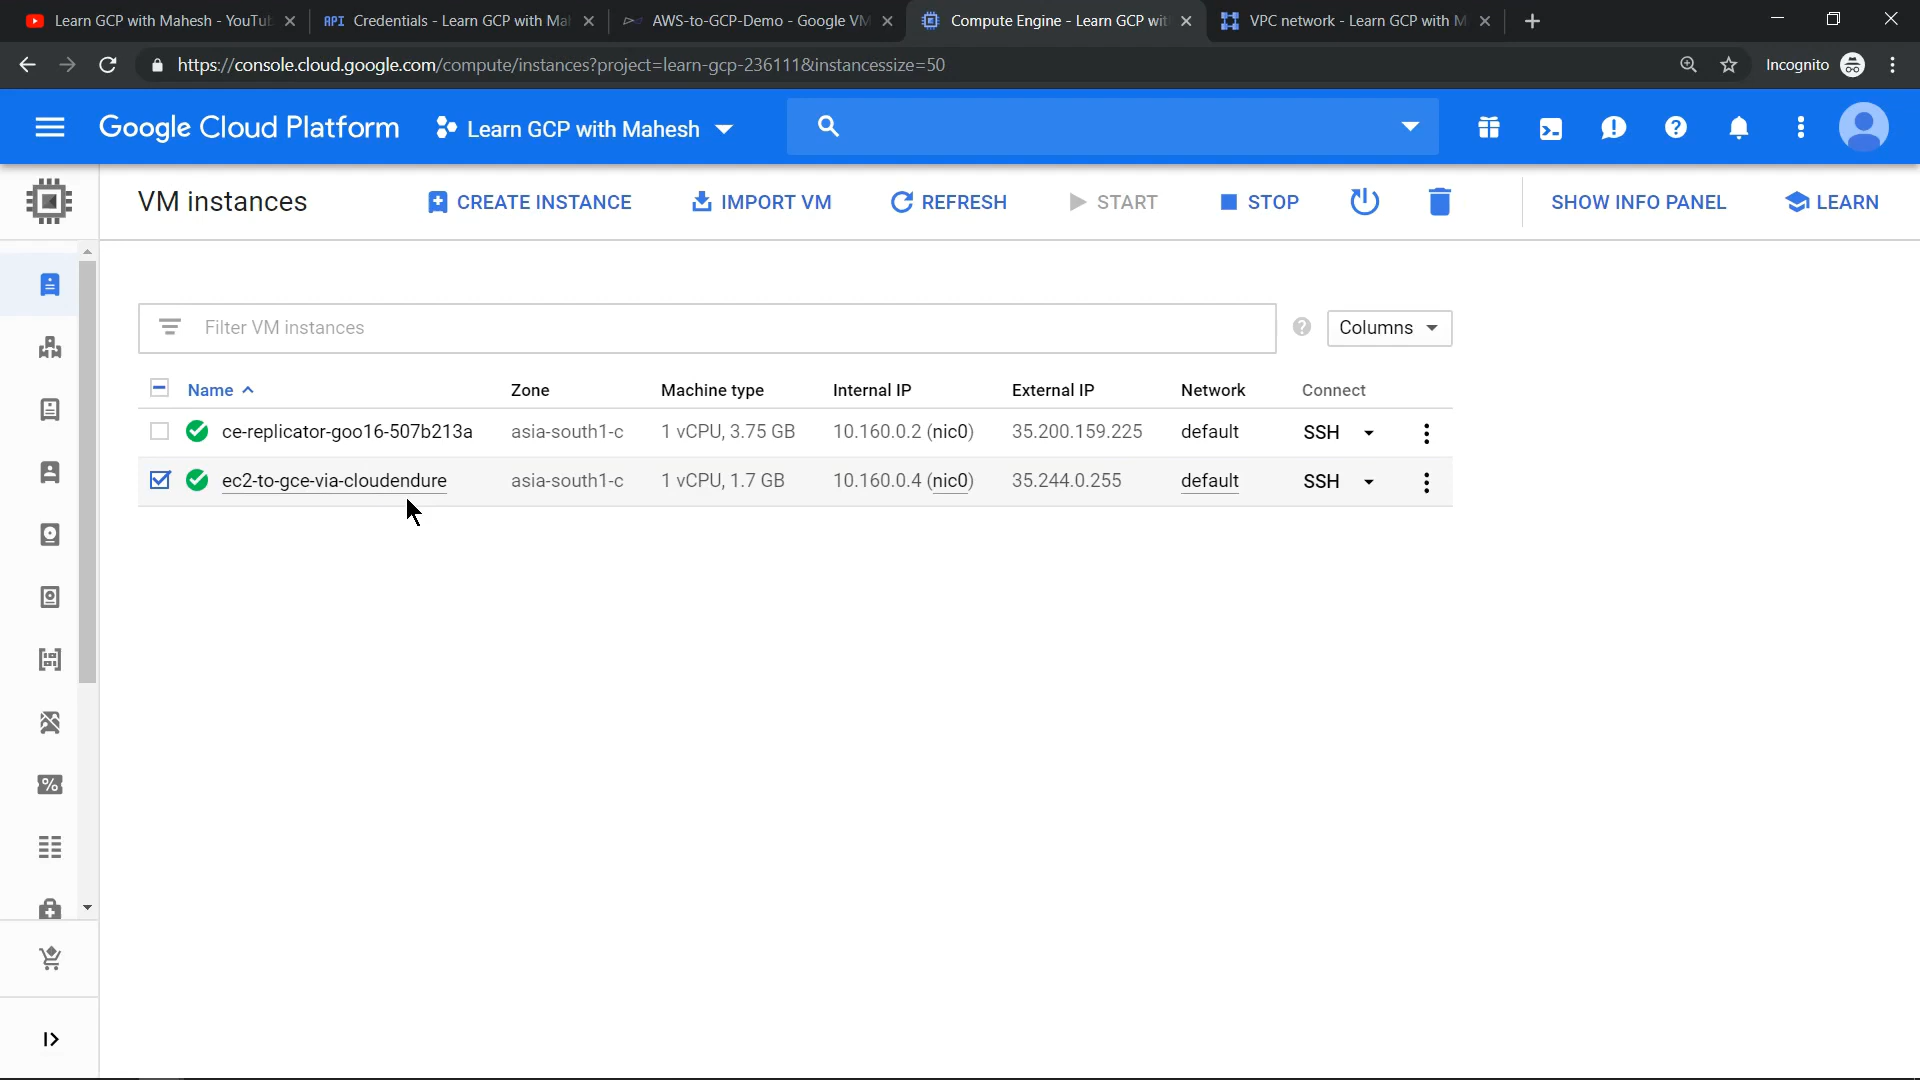 Learn GCP with Mahesh - YouTu
API Credentials - Learn GCP with Ma
AWS-to-GCP-Demo - Google VM
Compute Engine - Learn GCP wit
VPC network - Learn GCP with M
https://console.cloud.google.com/compute/instances?project=learn-gcp-236111&instancessize=50
Incognito
Google Cloud Platform
Learn GCP with Mahesh
VM instances
CREATE INSTANCE
IMPORT VM
REFRESH
START
STOP
SHOW INFO PANEL
LEARN
Filter VM instances
Columns
Name Zone Machine type Internal IP External IP Network Connect
ce-replicator-goo16-507b213a asia-south1-c 1 vCPU, 3.75 GB 10.160.0.2 (nic0) 35.200.159.225 default SSH
ec2-to-gce-via-cloudendure asia-south1-c 1 vCPU, 1.7 GB 10.160.0.4 (nic0) 35.244.0.255 default SSH